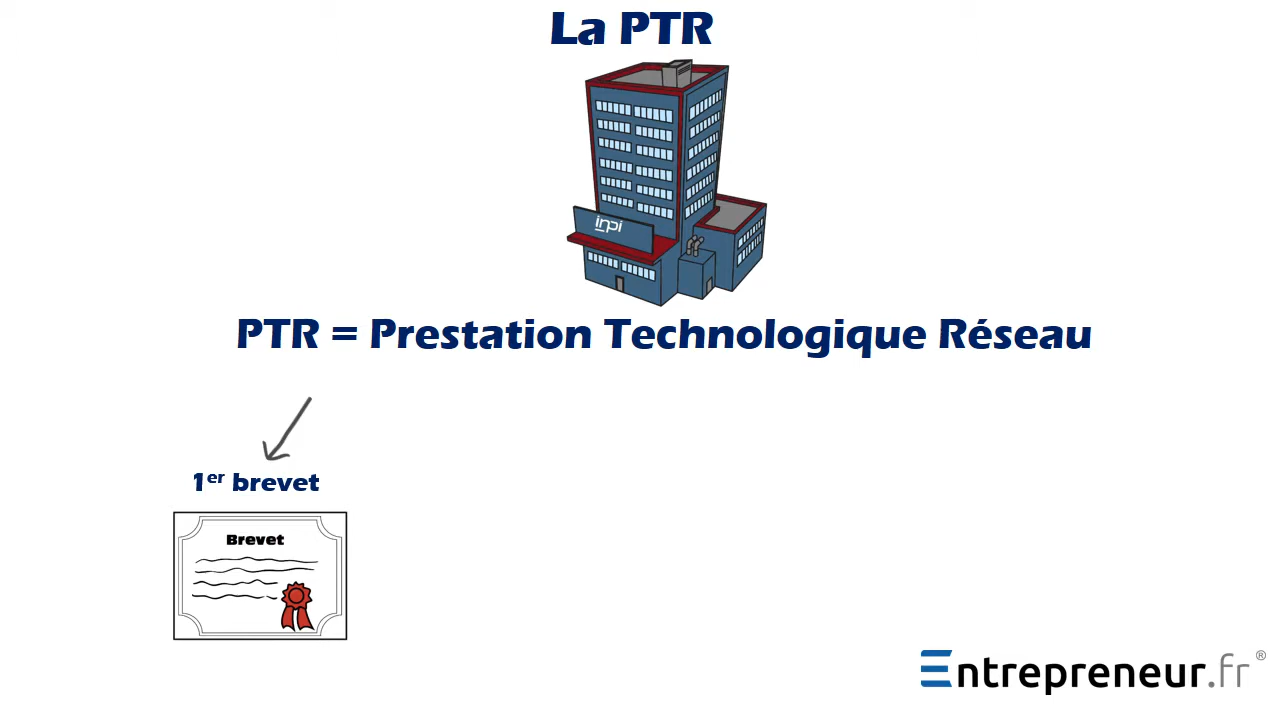 La PTR
inpi
PTR = Prestation Technologique Réseau
1er brevet
Brevet
Entrepreneur.fr®